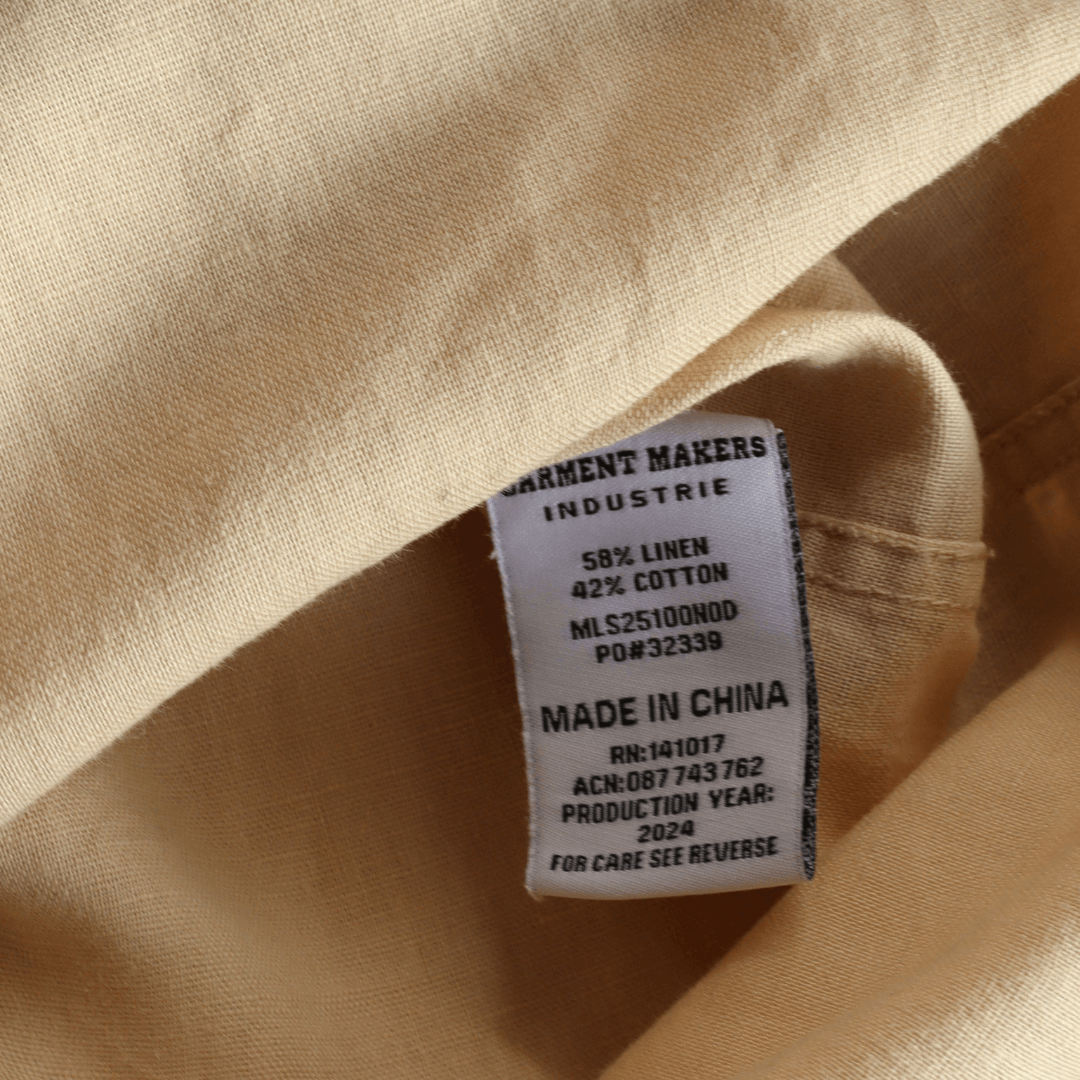 GARMENT MAKERS
INDUSTRIE
58% LINEN
42% COTTON
MLS25100NOD
PO#32339
MADE IN CHINA
RN:141017
ACN:087 743 762
PRODUCTION YEAR:
2024
FOR CARE SEE REVERSE